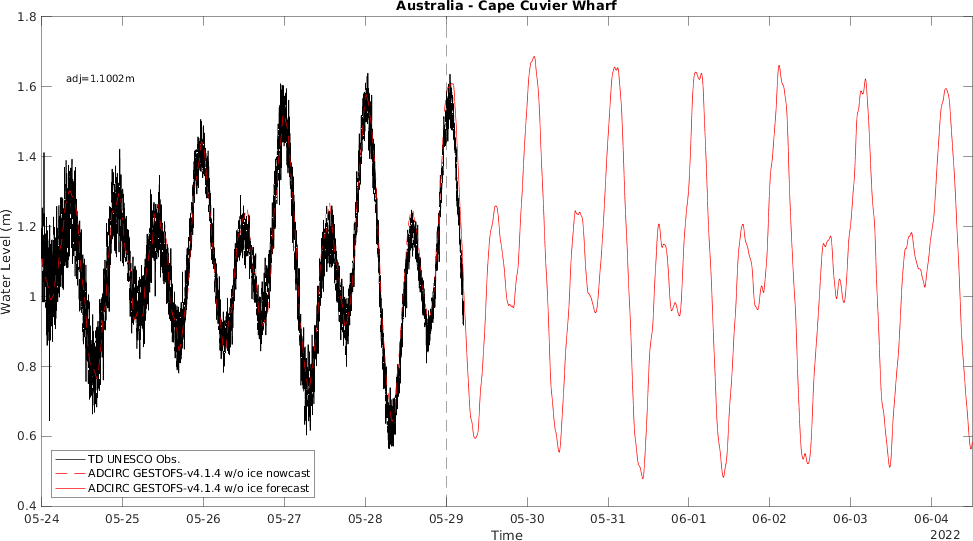 Australia - Cape Cuvier Wharf
1.8
1.6
1.4
1.2
1
0.8
0.6
0.4
Water Level (m)
adj=1.1002m
TD UNESCO Obs.
ADCIRC GESTOFS-v4.1.4 w/o ice nowcast
ADCIRC GESTOFS-v4.1.4 w/o ice forecast
05-24 05-25 05-26 05-27 05-28 05-29 05-30 05-31 06-01 06-02 06-03 06-04
2022
Time